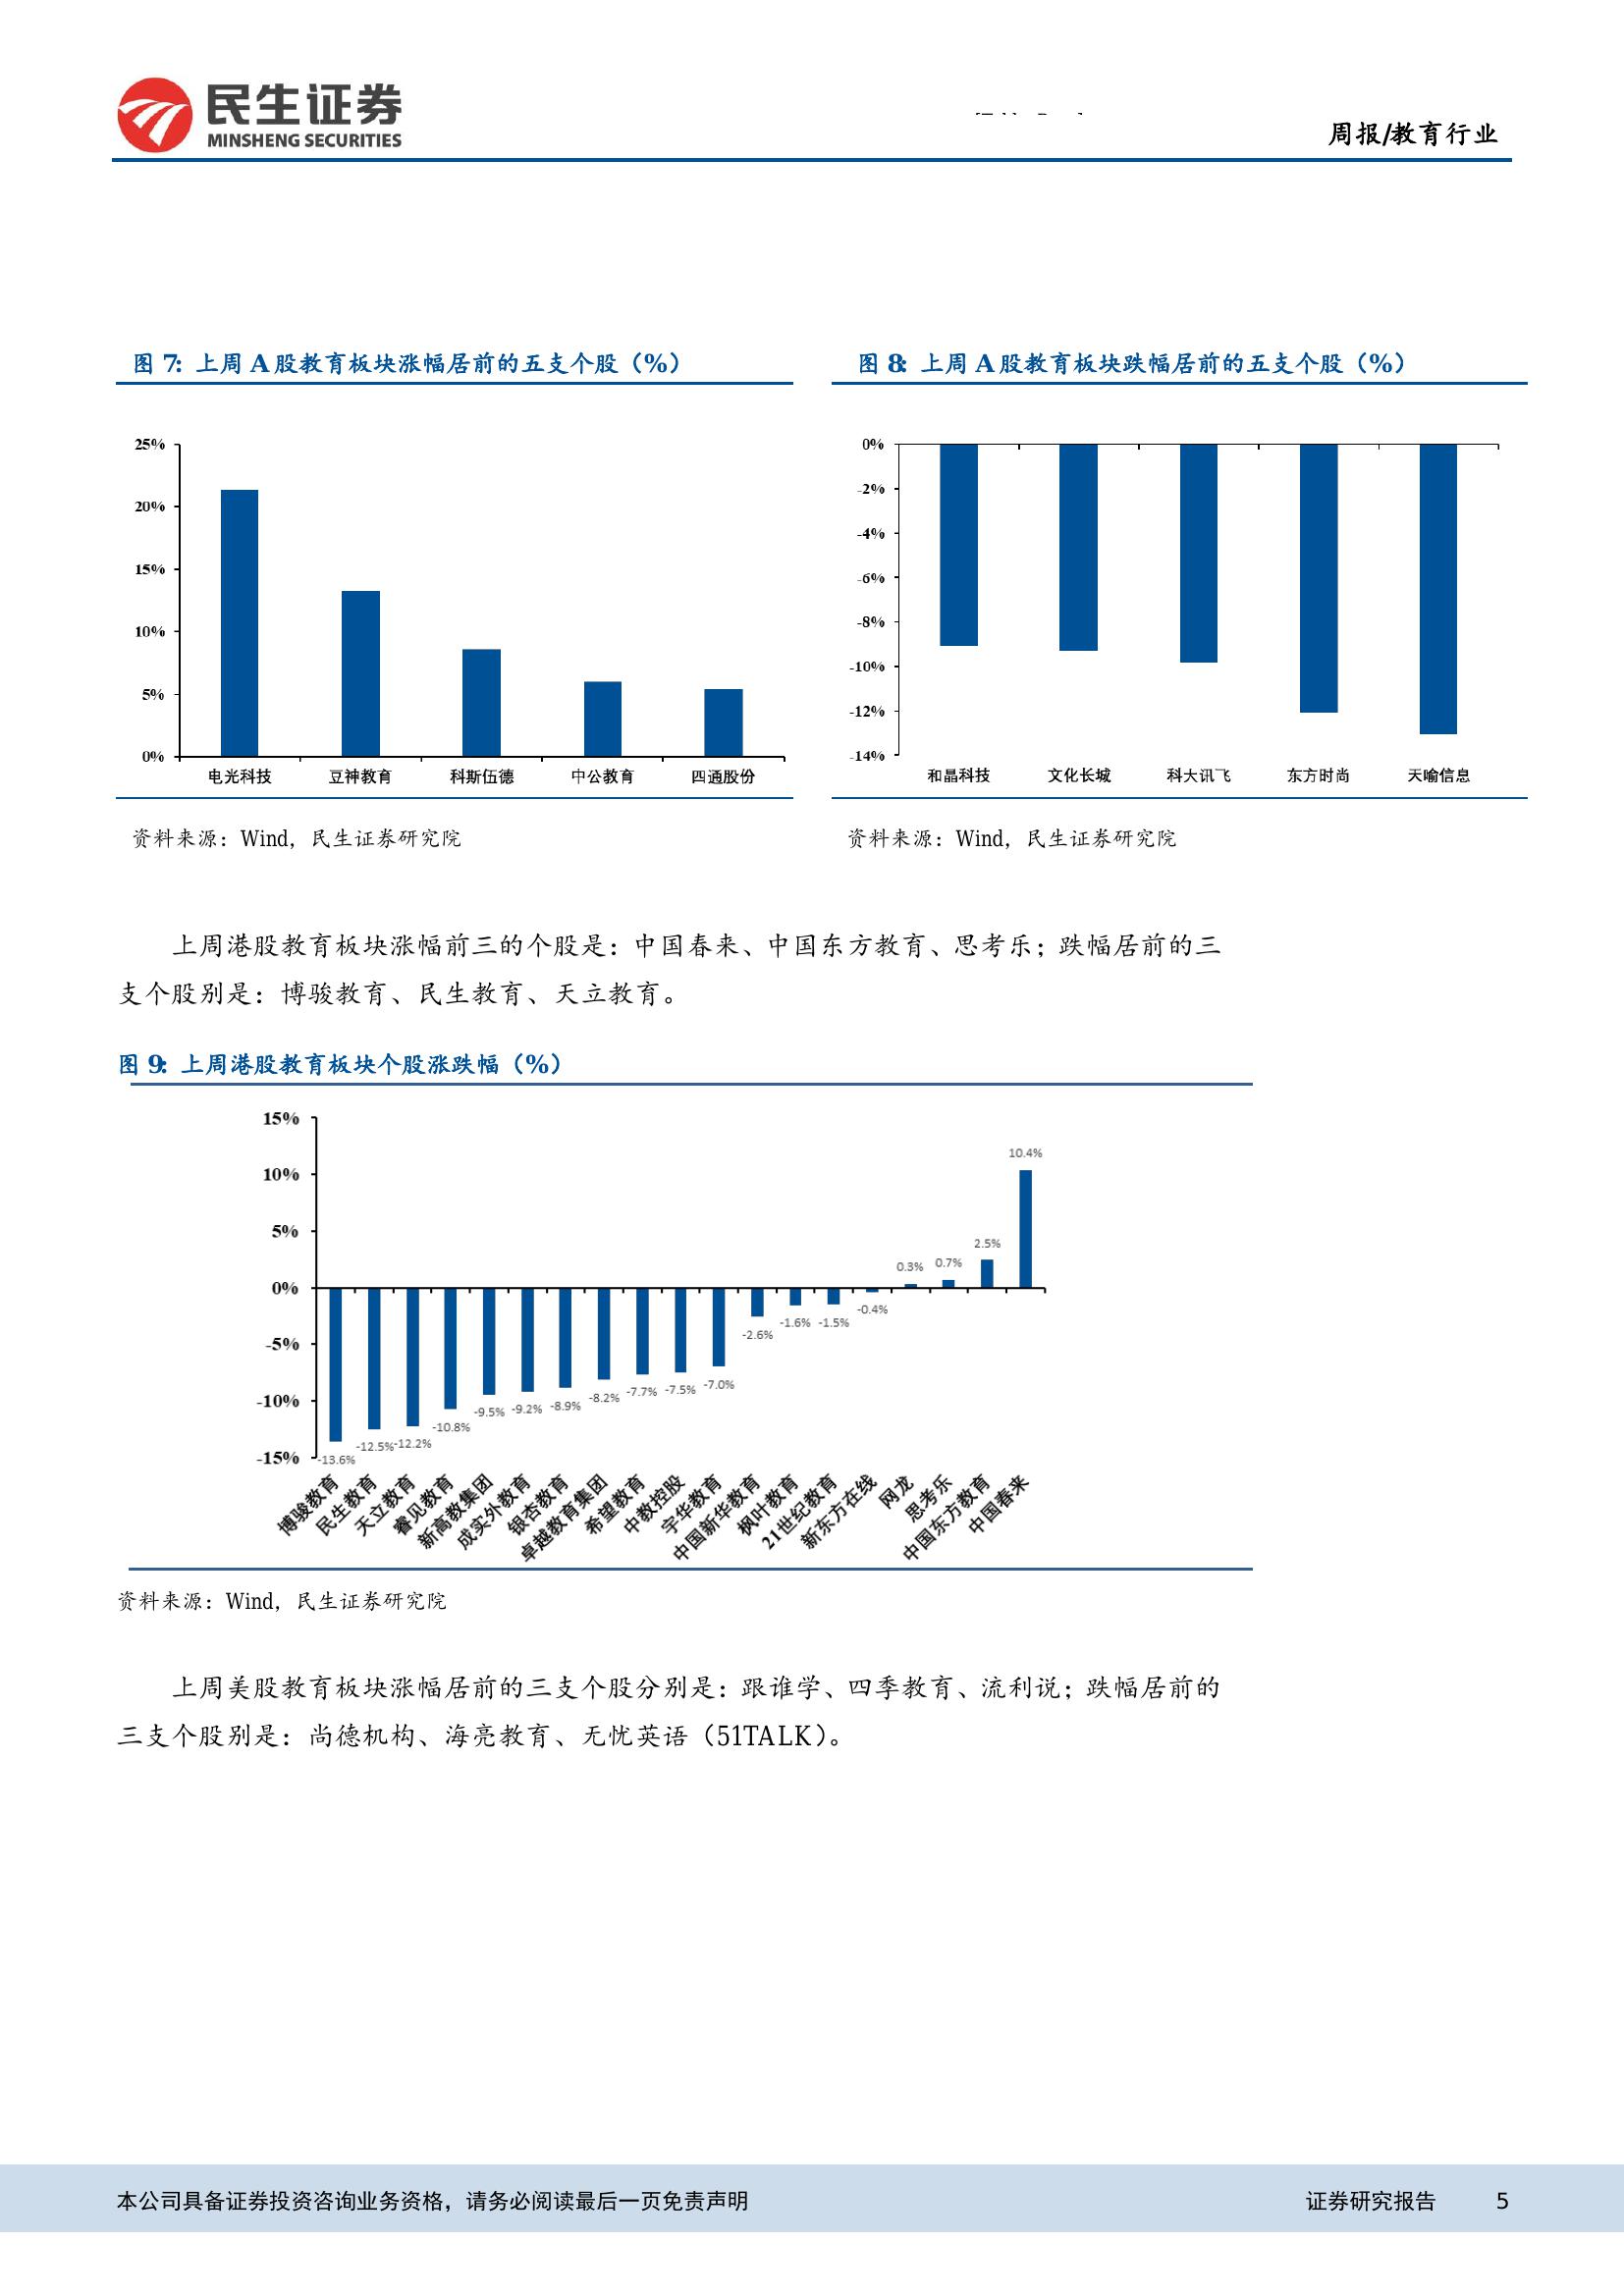 民生证券
MINSHENG SECURITIES
周报/教育行业
图 7: 上周 A 股教育板块涨幅居前的五支个股（%）
25%
20%
15%
10%
5%
0%
电光科技 豆神教育 科斯伍德 中公教育 四通股份
资料来源：Wind，民生证券研究院
图 8: 上周 A 股教育板块跌幅居前的五支个股（%）
0%
-2%
-4%
-6%
-8%
-10%
-12%
-14%
和晶科技 文化长城 科大讯飞 东方时尚 天喻信息
资料来源：Wind，民生证券研究院
上周港股教育板块涨幅前三的个股是：中国春来、中国东方教育、思考乐；跌幅居前的三
支个股别是：博骏教育、民生教育、天立教育。
图 9: 上周港股教育板块个股涨跌幅（%）
15%
10%
5%
0%
-5%
-10%
-15%
-13.6% -12.5% -12.2% -10.8% -9.5% -9.2% -8.9% -8.2% -7.7% -7.5% -7.0% -2.6% -1.6% -1.5% -0.4% 0.3% 0.7% 2.5% 10.4%
博骏教育 民生教育 天立教育 睿见教育 新高教集团 成实外教育 银杏教育 卓越教育集团 希望教育 中教控股 宇华教育 中国新华教育 枫叶教育 21世纪教育 新东方在线 网龙 思考乐 中国东方教育 中国春来
资料来源：Wind，民生证券研究院
上周美股教育板块涨幅居前的三支个股分别是：跟谁学、四季教育、流利说；跌幅居前的
三支个股别是：尚德机构、海亮教育、无忧英语（51TALK）。
本公司具备证券投资咨询业务资格，请务必阅读最后一页免责声明
证券研究报告 5